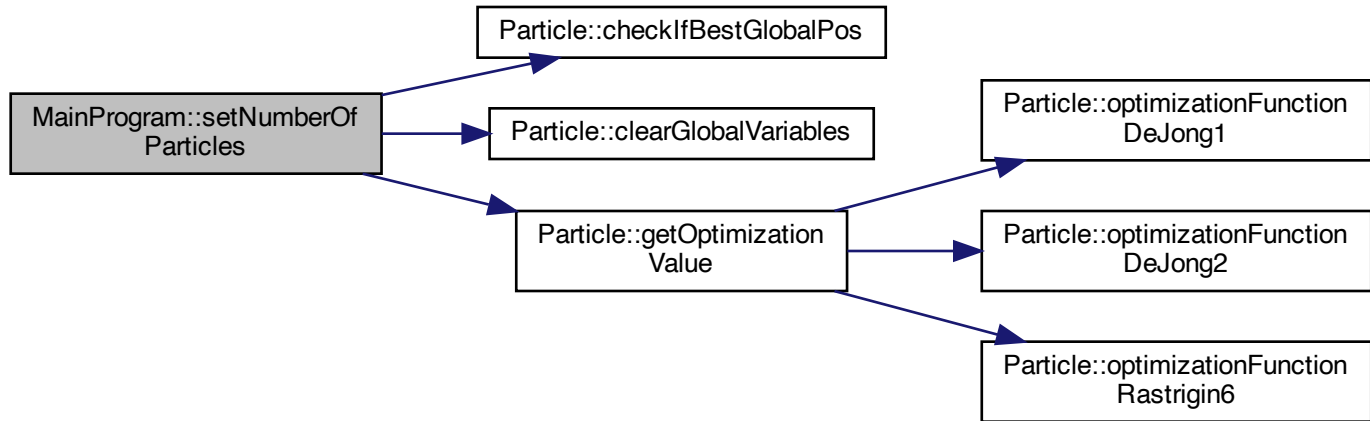 MainProgram::setNumberOf
Particles
Particle::checkIfBestGlobalPos
Particle::clearGlobalVariables
Particle::getOptimization
Value
Particle::optimizationFunction
DeJong1
Particle::optimizationFunction
DeJong2
Particle::optimizationFunction
Rastrigin6